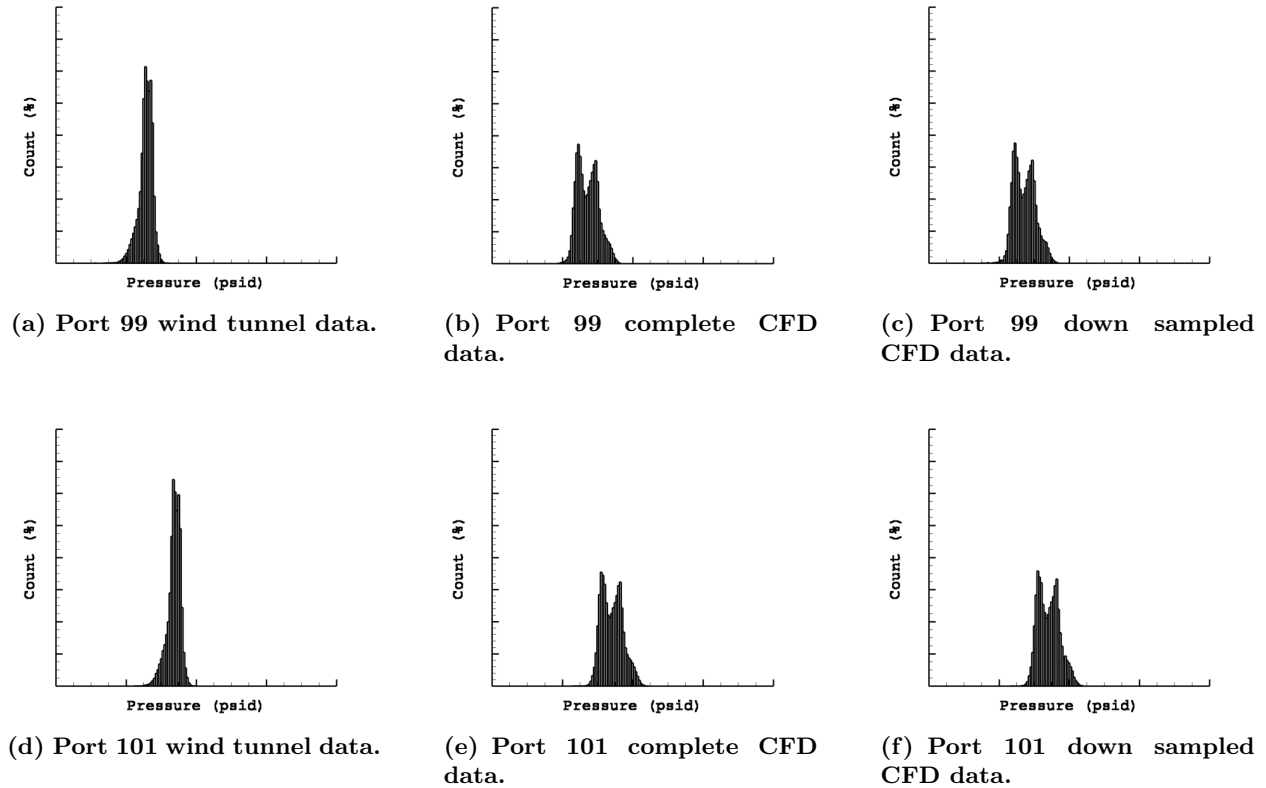 Count (%)
Pressure (psid)
(a) Port 99 wind tunnel data.
Count (%)
Pressure (psid)
(b) Port 99 complete CFD
data.
Count (%)
Pressure (psid)
(c) Port 99 down sampled
CFD data.
Count (%)
Pressure (psid)
(d) Port 101 wind tunnel data.
Count (%)
Pressure (psid)
(e) Port 101 complete CFD
data.
Count (%)
Pressure (psid)
(f) Port 101 down sampled
CFD data.